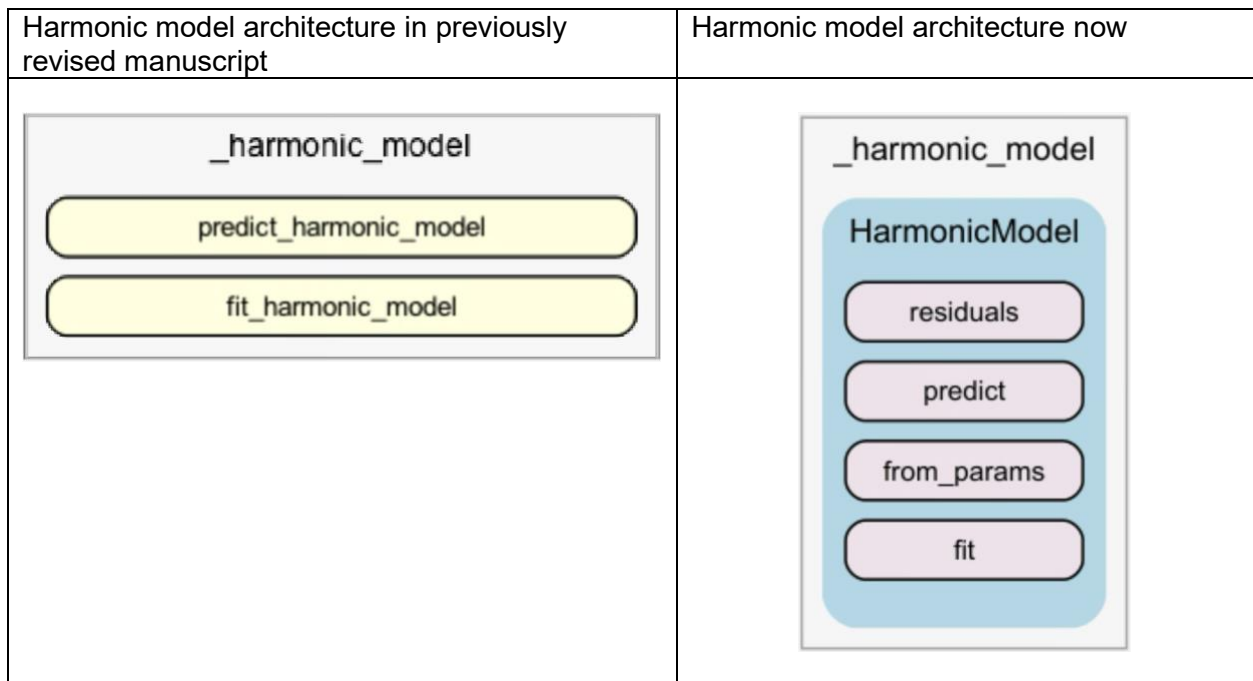 Harmonic model architecture in previously
revised manuscript
Harmonic model architecture now
_harmonic_model
predict_harmonic_model
fit_harmonic_model
_harmonic_model
HarmonicModel
residuals
predict
from_params
fit